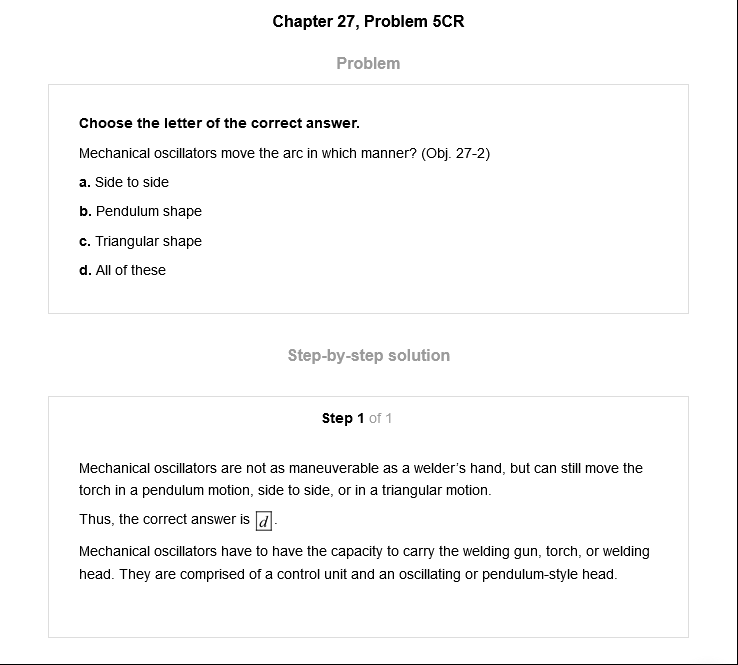 Chapter 27, Problem 5CR
Problem
Choose the letter of the correct answer.
Mechanical oscillators move the arc in which manner? (Obj. 27-2)
a. Side to side
b. Pendulum shape
c. Triangular shape
d. All of these
Step-by-step solution
Step 1 of 1
Mechanical oscillators are not as maneuverable as a welder's hand, but can still move the
torch in a pendulum motion, side to side, or in a triangular motion.
Thus, the correct answer is d.
Mechanical oscillators have to have the capacity to carry the welding gun, torch, or welding
head. They are comprised of a control unit and an oscillating or pendulum-style head.